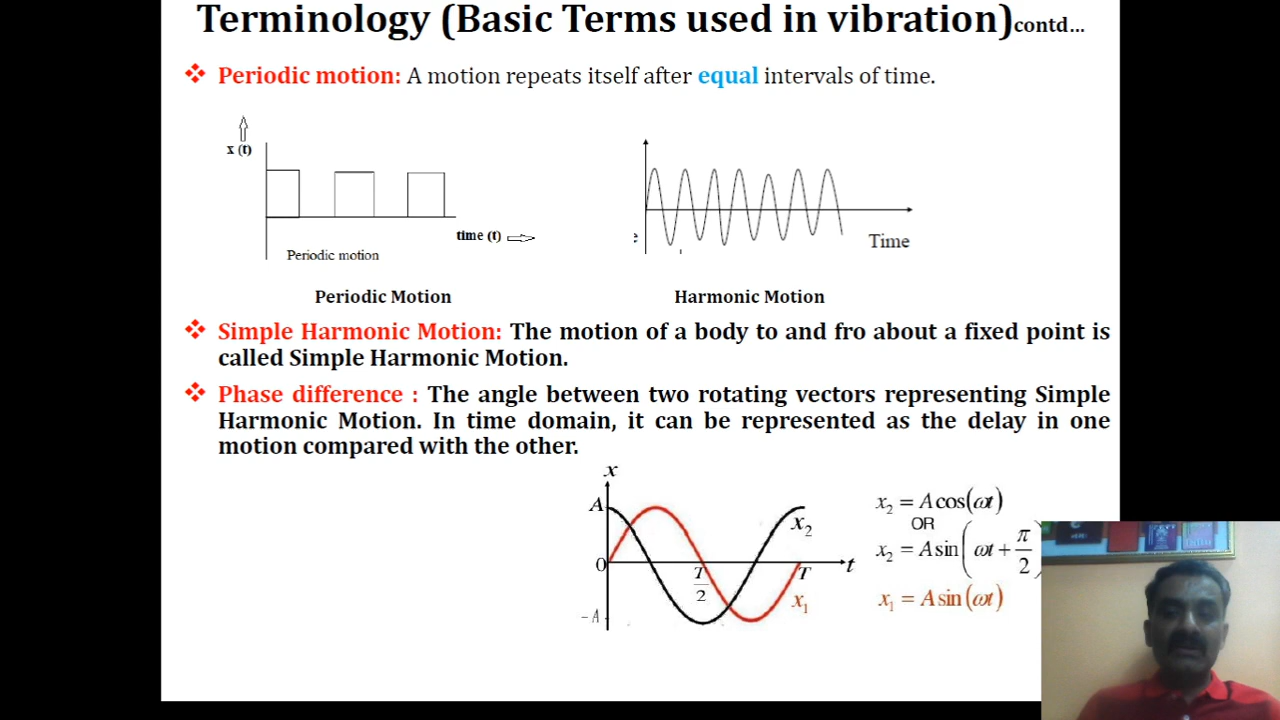 Terminology (Basic Terms used in vibration)contd...
❖ Periodic motion: A motion repeats itself after equal intervals of time.
x (t)
time (t)
Periodic motion
Time
Periodic Motion
Harmonic Motion
❖ Simple Harmonic Motion: The motion of a body to and fro about a fixed point is
called Simple Harmonic Motion.
❖ Phase difference : The angle between two rotating vectors representing Simple
Harmonic Motion. In time domain, it can be represented as the delay in one
motion compared with the other.
x
A
0
-A
T/2
T
t
x₂
x₁
x₂ = A cos(ωt)
OR
x₂ = A sin(ωt + π/2)
x₁ = A sin(ωt)